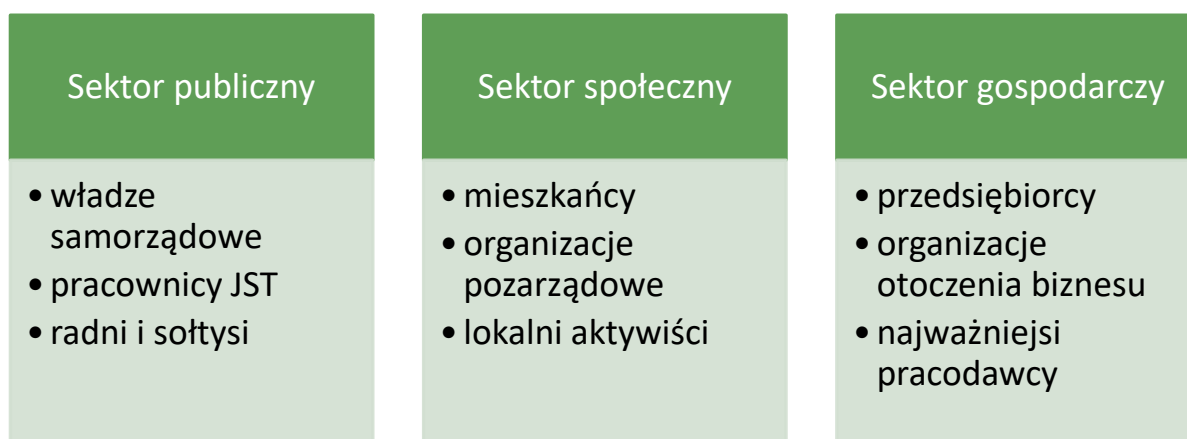 Sektor publiczny
• władze
samorządowe
• pracownicy JST
• radni i sołtysi
Sektor społeczny
• mieszkańcy
• organizacje
pozarządowe
• lokalni aktywiści
Sektor gospodarczy
• przedsiębiorcy
• organizacje
otoczenia biznesu
• najważniejsi
pracodawcy